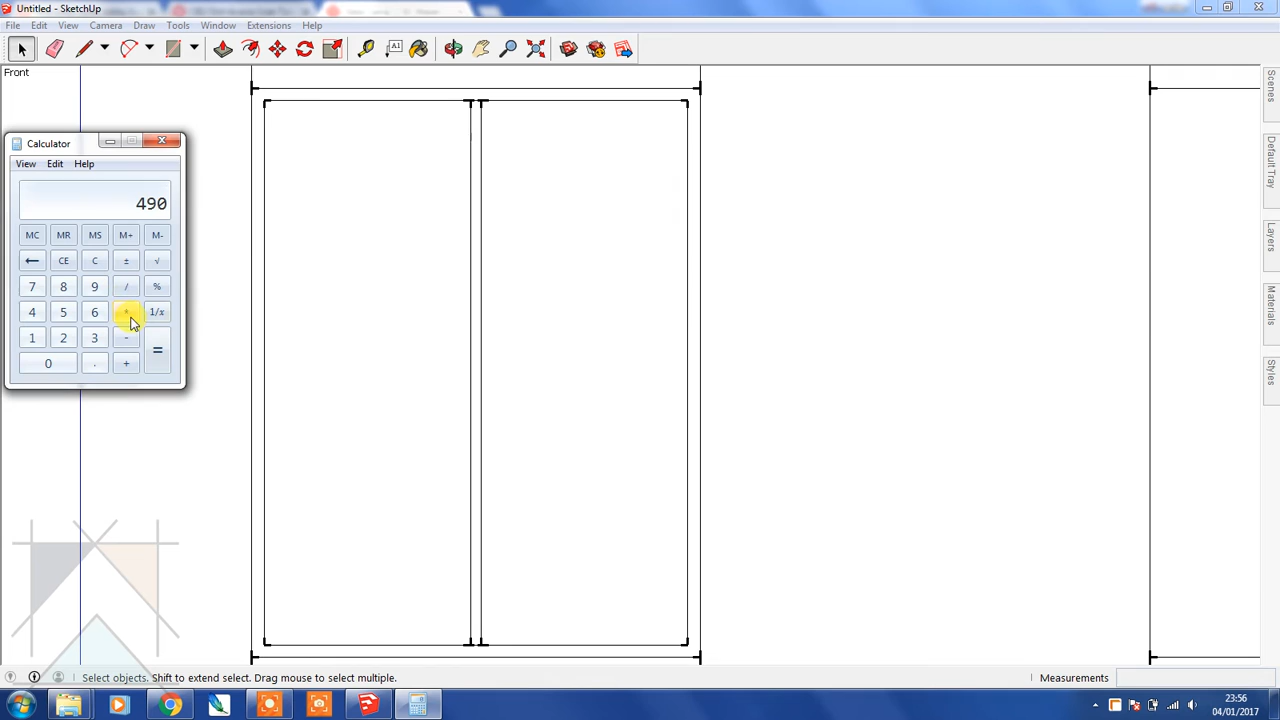 Untitled - SketchUp
File Edit View Camera Draw Tools Window Extensions Help
A1
Front
Scenes
Default Tray
Layers
Materials
Styles
Calculator
View Edit Help
490
MC MR MS M+ M-
← CE C ± √
7 8 9 / %
4 5 6 * 1/x
1 2 3 - =
0 . +
Select objects. Shift to extend select. Drag mouse to select multiple.
Measurements
23:56
04/01/2017